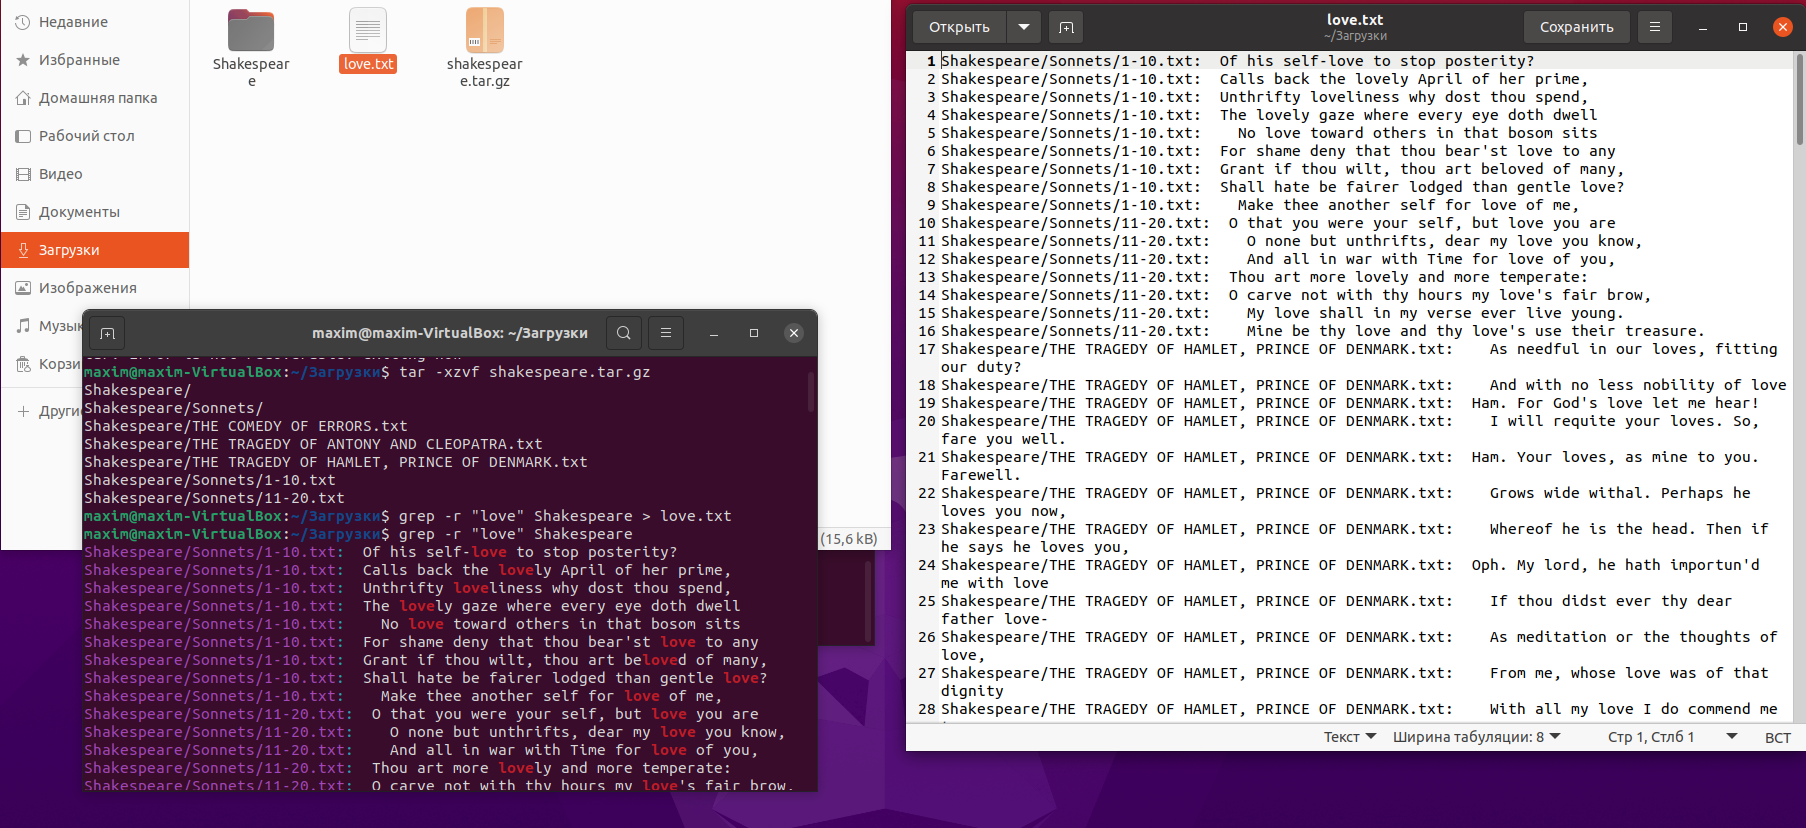 Недавние
Избранные
Домашняя папка
Рабочий стол
Видео
Документы
Загрузки
Изображения
Музык
Корзи
Други
Shakespear
e
love.txt
shakespear
e.tar.gz
(15,6 kB)
maxim@maxim-VirtualBox: ~/Загрузки
maxim@maxim-VirtualBox:~/Загрузки$ tar -xzvf shakespeare.tar.gz
Shakespeare/
Shakespeare/Sonnets/
Shakespeare/THE COMEDY OF ERRORS.txt
Shakespeare/THE TRAGEDY OF ANTONY AND CLEOPATRA.txt
Shakespeare/THE TRAGEDY OF HAMLET, PRINCE OF DENMARK.txt
Shakespeare/Sonnets/1-10.txt
Shakespeare/Sonnets/11-20.txt
maxim@maxim-VirtualBox:~/Загрузки$ grep -r "love" Shakespeare > love.txt
maxim@maxim-VirtualBox:~/Загрузки$ grep -r "love" Shakespeare
Shakespeare/Sonnets/1-10.txt:  Of his self-love to stop posterity?
Shakespeare/Sonnets/1-10.txt:  Calls back the lovely April of her prime,
Shakespeare/Sonnets/1-10.txt:  Unthrifty loveliness why dost thou spend,
Shakespeare/Sonnets/1-10.txt:  The lovely gaze where every eye doth dwell
Shakespeare/Sonnets/1-10.txt:    No love toward others in that bosom sits
Shakespeare/Sonnets/1-10.txt:  For shame deny that thou bear'st love to any
Shakespeare/Sonnets/1-10.txt:  Grant if thou wilt, thou art beloved of many,
Shakespeare/Sonnets/1-10.txt:  Shall hate be fairer lodged than gentle love?
Shakespeare/Sonnets/1-10.txt:    Make thee another self for love of me,
Shakespeare/Sonnets/11-20.txt:  O that you were your self, but love you are
Shakespeare/Sonnets/11-20.txt:    O none but unthrifts, dear my love you know,
Shakespeare/Sonnets/11-20.txt:    And all in war with Time for love of you,
Shakespeare/Sonnets/11-20.txt:  Thou art more lovely and more temperate:
Shakespeare/Sonnets/11-20.txt:  O carve not with thy hours my love's fair brow,
Открыть
love.txt
~/Загрузки
Сохранить
1 Shakespeare/Sonnets/1-10.txt:  Of his self-love to stop posterity?
2 Shakespeare/Sonnets/1-10.txt:  Calls back the lovely April of her prime,
3 Shakespeare/Sonnets/1-10.txt:  Unthrifty loveliness why dost thou spend,
4 Shakespeare/Sonnets/1-10.txt:  The lovely gaze where every eye doth dwell
5 Shakespeare/Sonnets/1-10.txt:    No love toward others in that bosom sits
6 Shakespeare/Sonnets/1-10.txt:  For shame deny that thou bear'st love to any
7 Shakespeare/Sonnets/1-10.txt:  Grant if thou wilt, thou art beloved of many,
8 Shakespeare/Sonnets/1-10.txt:  Shall hate be fairer lodged than gentle love?
9 Shakespeare/Sonnets/1-10.txt:    Make thee another self for love of me,
10 Shakespeare/Sonnets/11-20.txt:  O that you were your self, but love you are
11 Shakespeare/Sonnets/11-20.txt:    O none but unthrifts, dear my love you know,
12 Shakespeare/Sonnets/11-20.txt:    And all in war with Time for love of you,
13 Shakespeare/Sonnets/11-20.txt:  Thou art more lovely and more temperate:
14 Shakespeare/Sonnets/11-20.txt:  O carve not with thy hours my love's fair brow,
15 Shakespeare/Sonnets/11-20.txt:    My love shall in my verse ever live young.
16 Shakespeare/Sonnets/11-20.txt:    Mine be thy love and thy love's use their treasure.
17 Shakespeare/THE TRAGEDY OF HAMLET, PRINCE OF DENMARK.txt:    As needful in our loves, fitting
our duty?
18 Shakespeare/THE TRAGEDY OF HAMLET, PRINCE OF DENMARK.txt:    And with no less nobility of love
19 Shakespeare/THE TRAGEDY OF HAMLET, PRINCE OF DENMARK.txt:  Ham. For God's love let me hear!
20 Shakespeare/THE TRAGEDY OF HAMLET, PRINCE OF DENMARK.txt:    I will requite your loves. So,
fare you well.
21 Shakespeare/THE TRAGEDY OF HAMLET, PRINCE OF DENMARK.txt:  Ham. Your loves, as mine to you.
Farewell.
22 Shakespeare/THE TRAGEDY OF HAMLET, PRINCE OF DENMARK.txt:    Grows wide withal. Perhaps he
loves you now,
23 Shakespeare/THE TRAGEDY OF HAMLET, PRINCE OF DENMARK.txt:    Whereof he is the head. Then if
he says he loves you,
24 Shakespeare/THE TRAGEDY OF HAMLET, PRINCE OF DENMARK.txt:  Oph. My lord, he hath importun'd
me with love
25 Shakespeare/THE TRAGEDY OF HAMLET, PRINCE OF DENMARK.txt:    If thou didst ever thy dear
father love-
26 Shakespeare/THE TRAGEDY OF HAMLET, PRINCE OF DENMARK.txt:    As meditation or the thoughts of
love,
27 Shakespeare/THE TRAGEDY OF HAMLET, PRINCE OF DENMARK.txt:    From me, whose love was of that
dignity
28 Shakespeare/THE TRAGEDY OF HAMLET, PRINCE OF DENMARK.txt:    With all my love I do commend me
Текст
Ширина табуляции: 8
Стр 1, Стлб 1
ВСТ